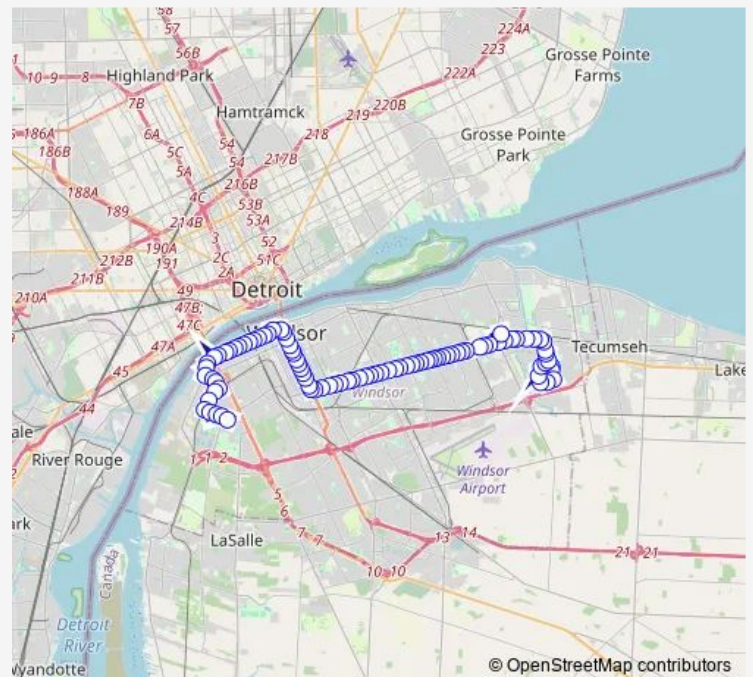 58
57
56B
224A
223
Grosse Pointe
Farms
10
9
8
Highland Park
222A
7B
220B
219
Hamtramck
218
186A
6A
54
186B
5C
217B
Grosse Pointe
Park
5A
54
188A
4C
216B
189
53B
214B
53A
190A
3
52
212B
191
2C
51C
211B
2A
49
Detroit
210A
47B,
47C
Windsor
47A
Tecumseh
45
Lake
44
Windsor
River Rouge
1
1
2
Windsor
Airport
5
6
7
7
LaSalle
13
14
21
21
10
10
Canada
Detroit
River
Wyandotte
© OpenStreetMap contributors